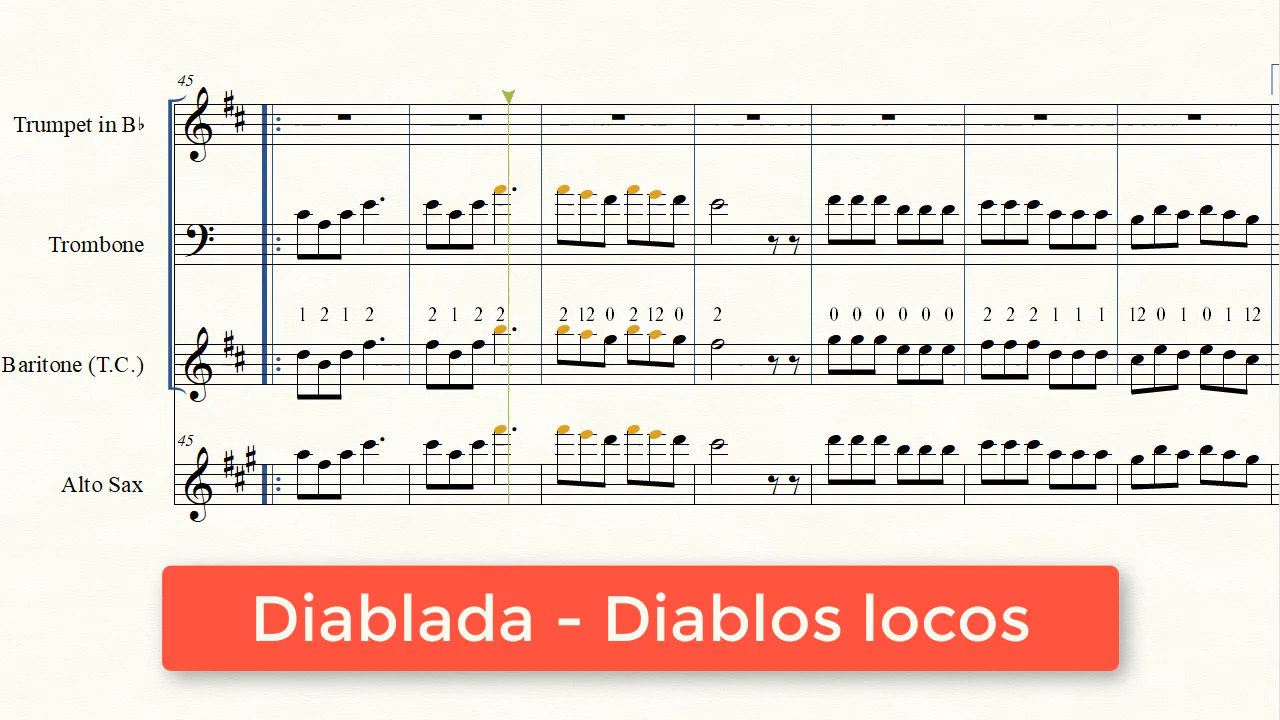 45
Trumpet in B♭
Trombone
1 2 1 2 2 1 2 2 2 12 0 2 12 0 2 0 0 0 0 0 0 2 2 2 1 1 1 12 0 1 0 1 12
Baritone (T.C.)
45
Alto Sax
Diablada - Diablos locos